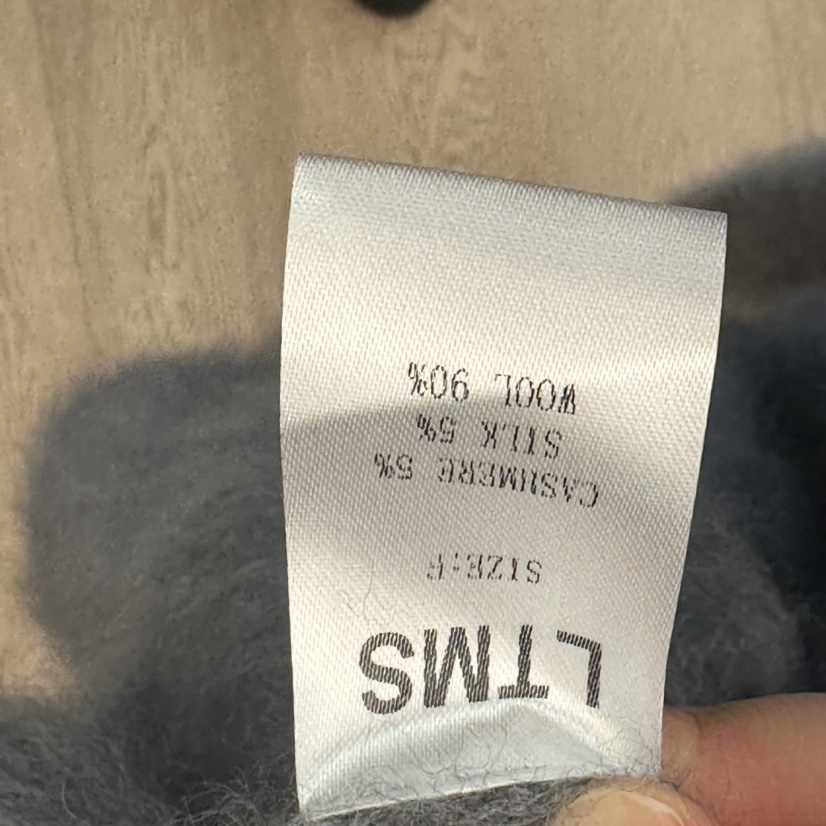 LTMS
SIZE:F
CASHMERE 5%
SILK 5%
WOOL 90%